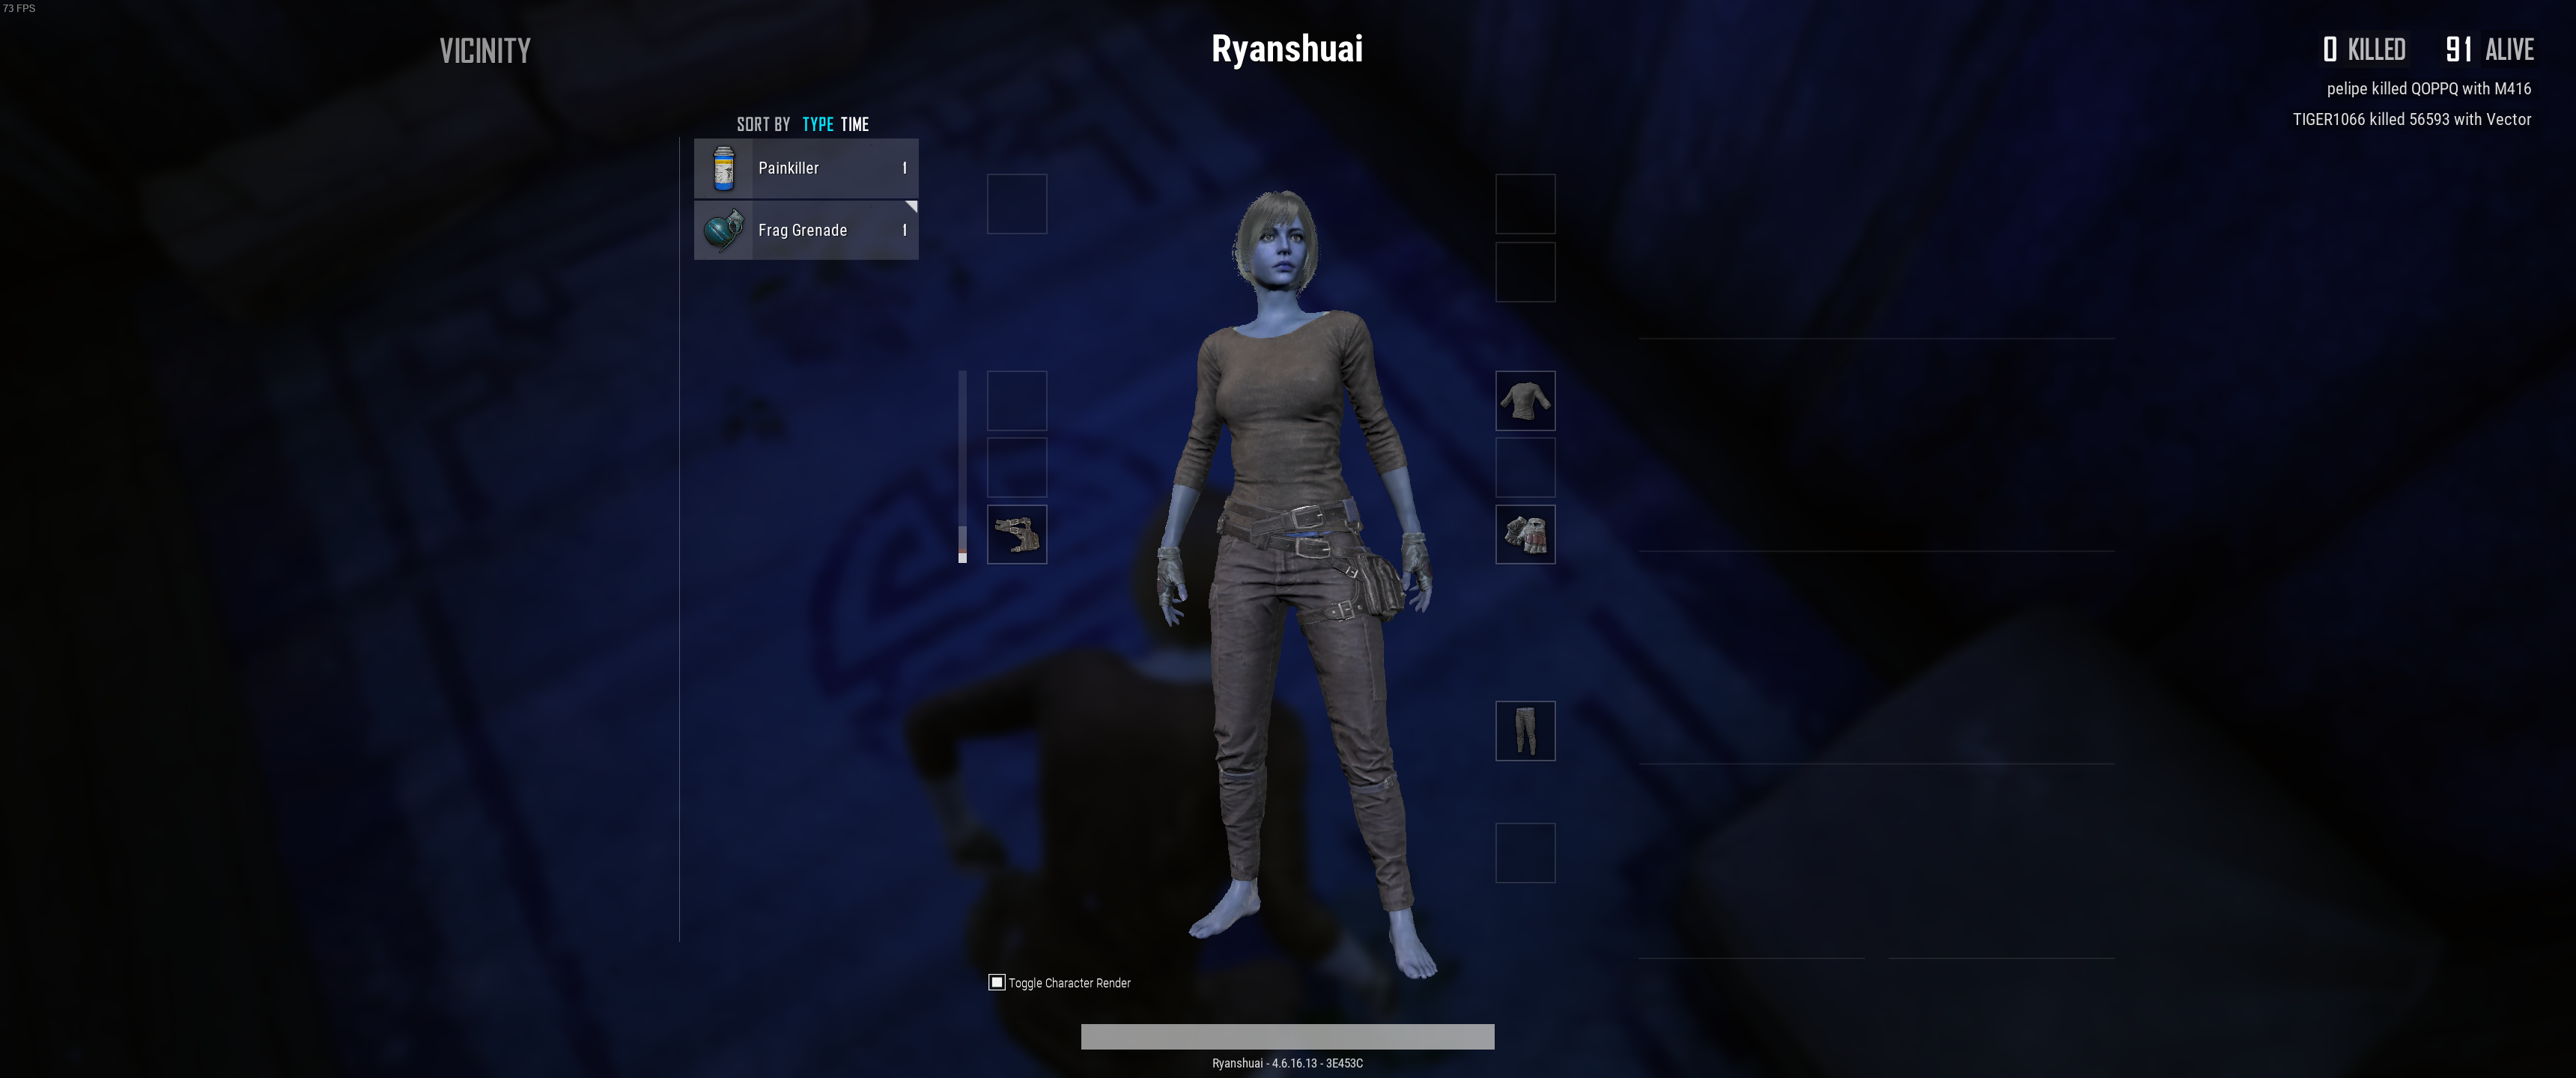 73 FPS
VICINITY
Ryanshuai
0 KILLED 91 ALIVE
pelipe killed QOPPQ with M416
TIGER1066 killed 56593 with Vector
SORT BY TYPE TIME
Painkiller 1
Frag Grenade 1
Toggle Character Render
Ryanshuai - 4.6.16.13 - 3E453C